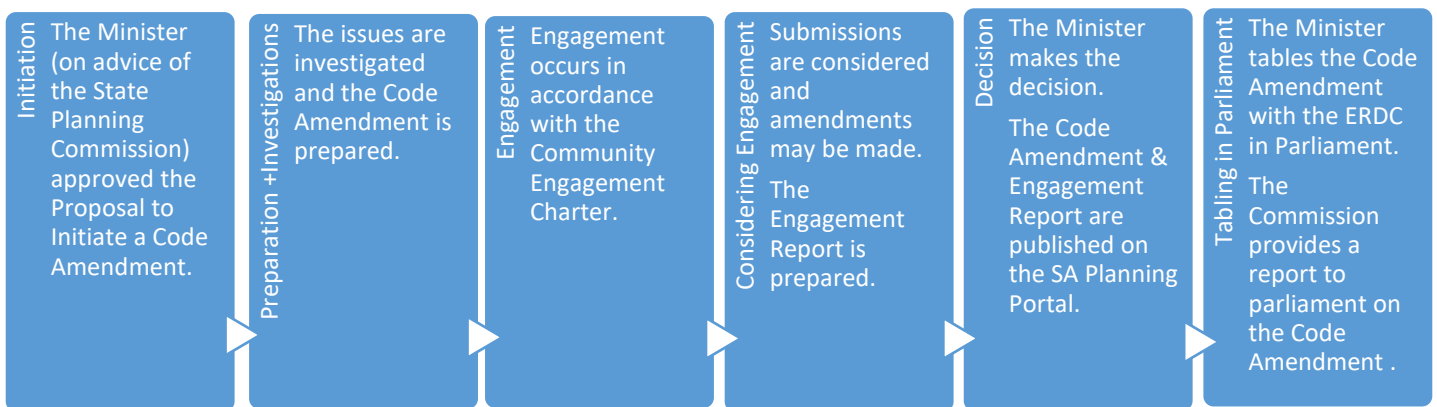 Initiation
The Minister
(on advice of
the State
Planning
Commission)
approved the
Proposal to
Initiate a Code
Amendment.
Preparation +Investigations
The issues are
investigated
and the Code
Amendment is
prepared.
Engagement
Engagement
occurs in
accordance
with the
Community
Engagement
Charter.
Considering Engagement
Submissions
are considered
and
amendments
may be made.
The
Engagement
Report is
prepared.
Decision
The Minister
makes the
decision.
The Code
Amendment &
Engagement
Report are
published on
the SA Planning
Portal.
Tabling in Parliament
The Minister
tables the Code
Amendment
with the ERDC
in Parliament.
The
Commission
provides a
report to
parliament on
the Code
Amendment .